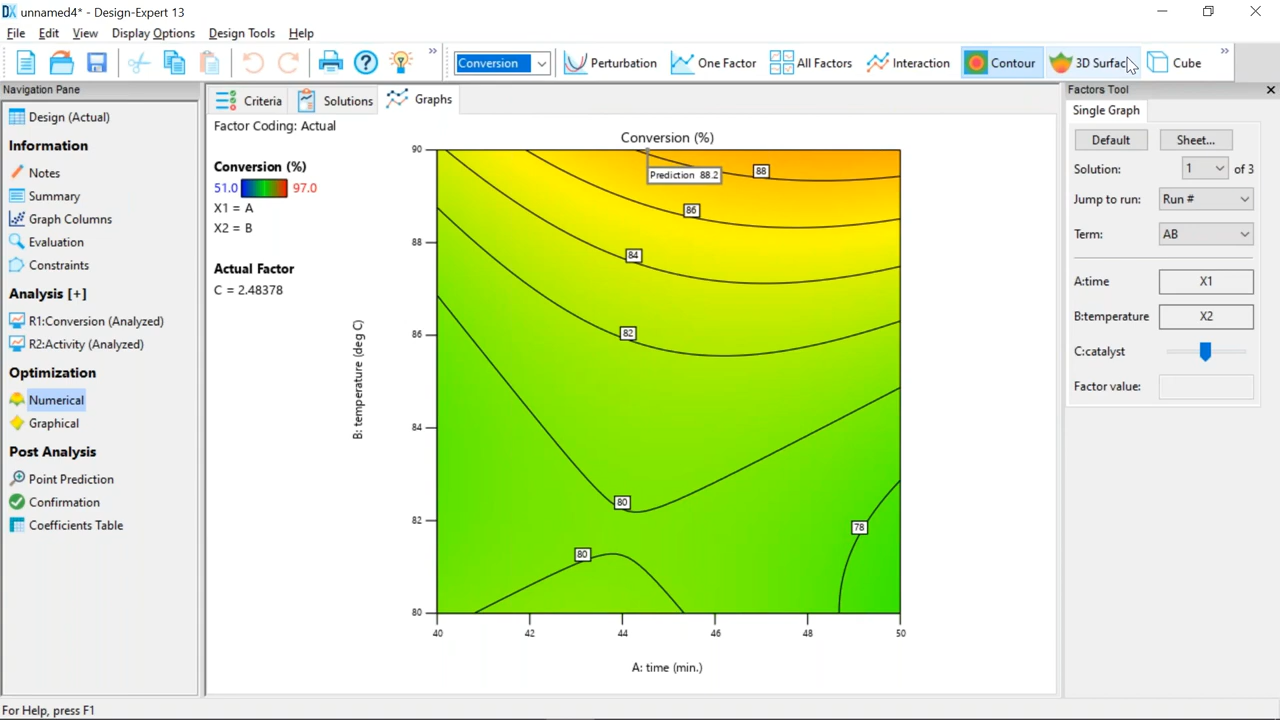 unnamed4* - Design-Expert 13
File Edit View Display Options Design Tools Help
Conversion Perturbation One Factor All Factors Interaction Contour 3D Surface Cube
Navigation Pane
Design (Actual)
Information
Notes
Summary
Graph Columns
Evaluation
Constraints
Analysis [+]
R1:Conversion (Analyzed)
R2:Activity (Analyzed)
Optimization
Numerical
Graphical
Post Analysis
Point Prediction
Confirmation
Coefficients Table
Criteria Solutions Graphs
Factor Coding: Actual
Conversion (%)
51.0 97.0
X1 = A
X2 = B
Actual Factor
C = 2.48378
Conversion (%)
B: temperature (deg C)
90
88
86
84
82
80
Prediction 88.2
88
86
84
82
80
80
78
40 42 44 46 48 50
A: time (min.)
Factors Tool
Single Graph
Default Sheet...
Solution: 1 of 3
Jump to run: Run #
Term: AB
A:time X1
B:temperature X2
C:catalyst
Factor value:
For Help, press F1